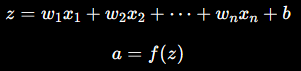 z = w₁x₁ + w₂x₂ + ⋯ + wₙxₙ + b
a = f(z)